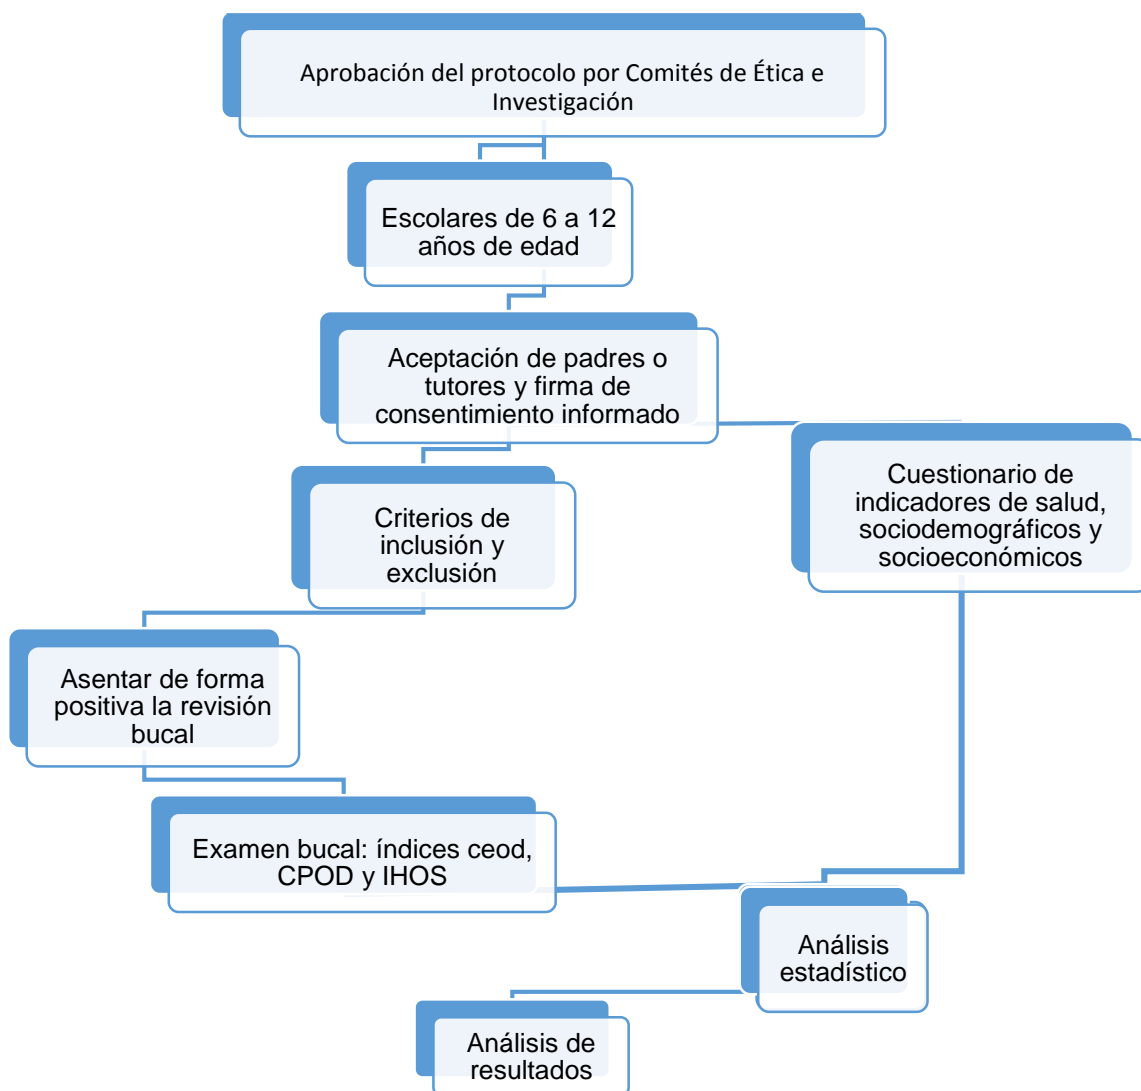 Aprobación del protocolo por Comités de Ética e
Investigación
Escolares de 6 a 12
años de edad
Aceptación de padres o
tutores y firma de
consentimiento informado
Cuestionario de
indicadores de salud,
sociodemográficos y
socioeconómicos
Criterios de
inclusión y
exclusión
Asentar de forma
positiva la revisión
bucal
Examen bucal: índices ceod,
CPOD y IHOS
Análisis
estadístico
Análisis de
resultados